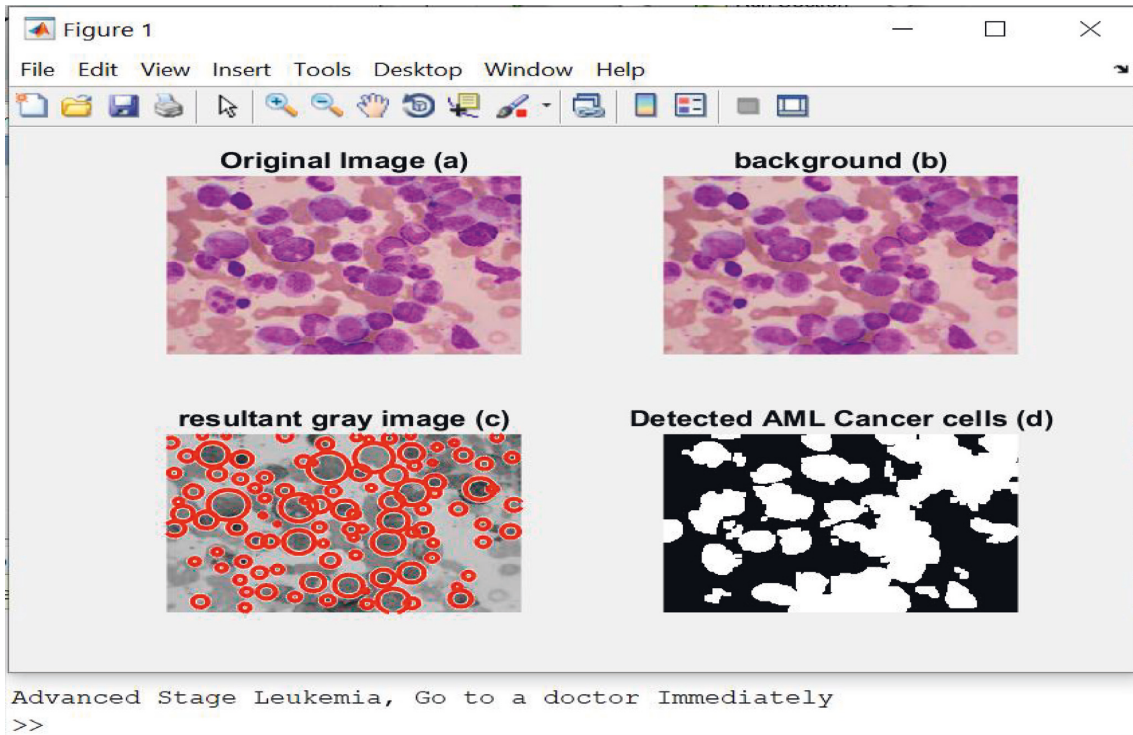 Figure 1
File Edit View Insert Tools Desktop Window Help
Original Image (a)
background (b)
resultant gray image (c)
Detected AML Cancer cells (d)
Advanced Stage Leukemia, Go to a doctor Immediately
>>